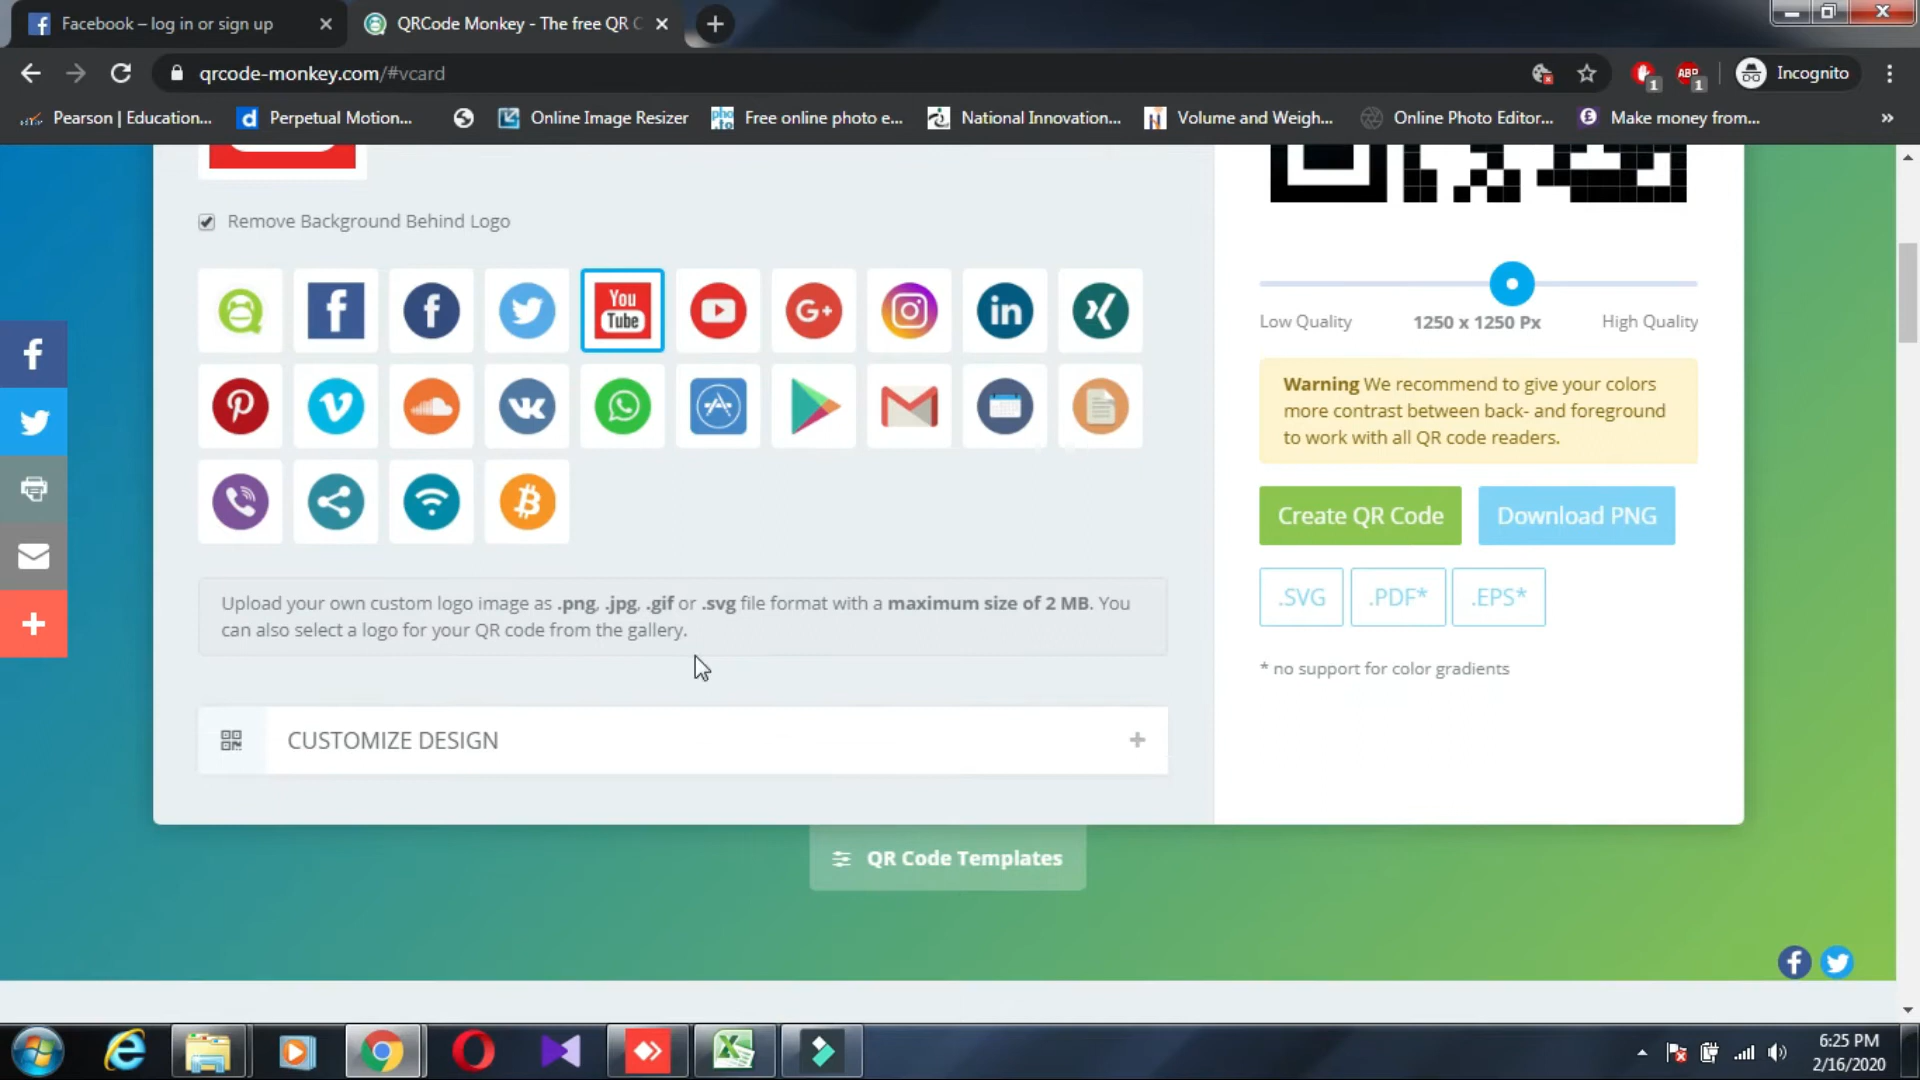 Facebook – log in or sign up
QRCode Monkey - The free QR C
qrcode-monkey.com/#vcard
1
ABP
1
Incognito
Pearson | Education...
Perpetual Motion...
Online Image Resizer
Free online photo e...
National Innovation...
Volume and Weigh...
Online Photo Editor...
Make money from...
»
Remove Background Behind Logo
You
Tube
G+
in
Low Quality
1250 x 1250 Px
High Quality
Warning We recommend to give your colors
more contrast between back- and foreground
to work with all QR code readers.
Create QR Code
Download PNG
.SVG
.PDF*
.EPS*
* no support for color gradients
Upload your own custom logo image as .png, .jpg, .gif or .svg file format with a maximum size of 2 MB. You
can also select a logo for your QR code from the gallery.
CUSTOMIZE DESIGN
QR Code Templates
6:25 PM
2/16/2020